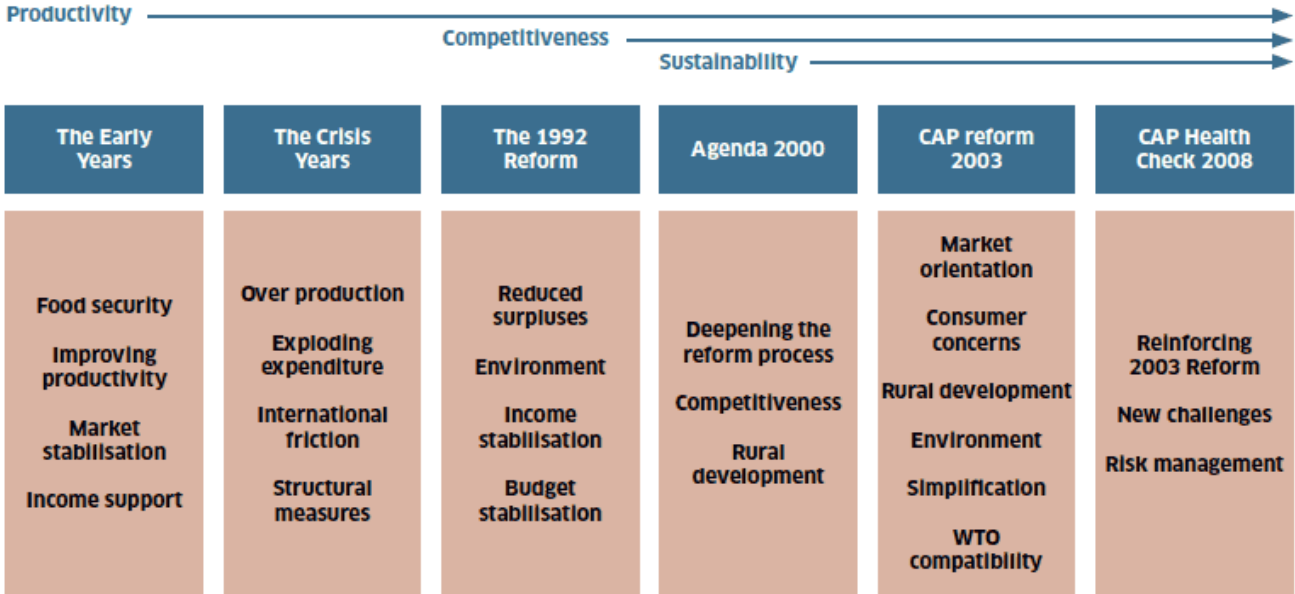 Productivity
Competitiveness
Sustainability
The Early
Years
Food security
Improving
productivity
Market
stabilisation
Income support
The Crisis
Years
Over production
Exploding
expenditure
International
friction
Structural
measures
The 1992
Reform
Reduced
surpluses
Environment
Income
stabilisation
Budget
stabilisation
Agenda 2000
Deepening the
reform process
Competitiveness
Rural
development
CAP reform
2003
Market
orientation
Consumer
concerns
Rural development
Environment
Simplification
WTO
compatibility
CAP Health
Check 2008
Reinforcing
2003 Reform
New challenges
Risk management